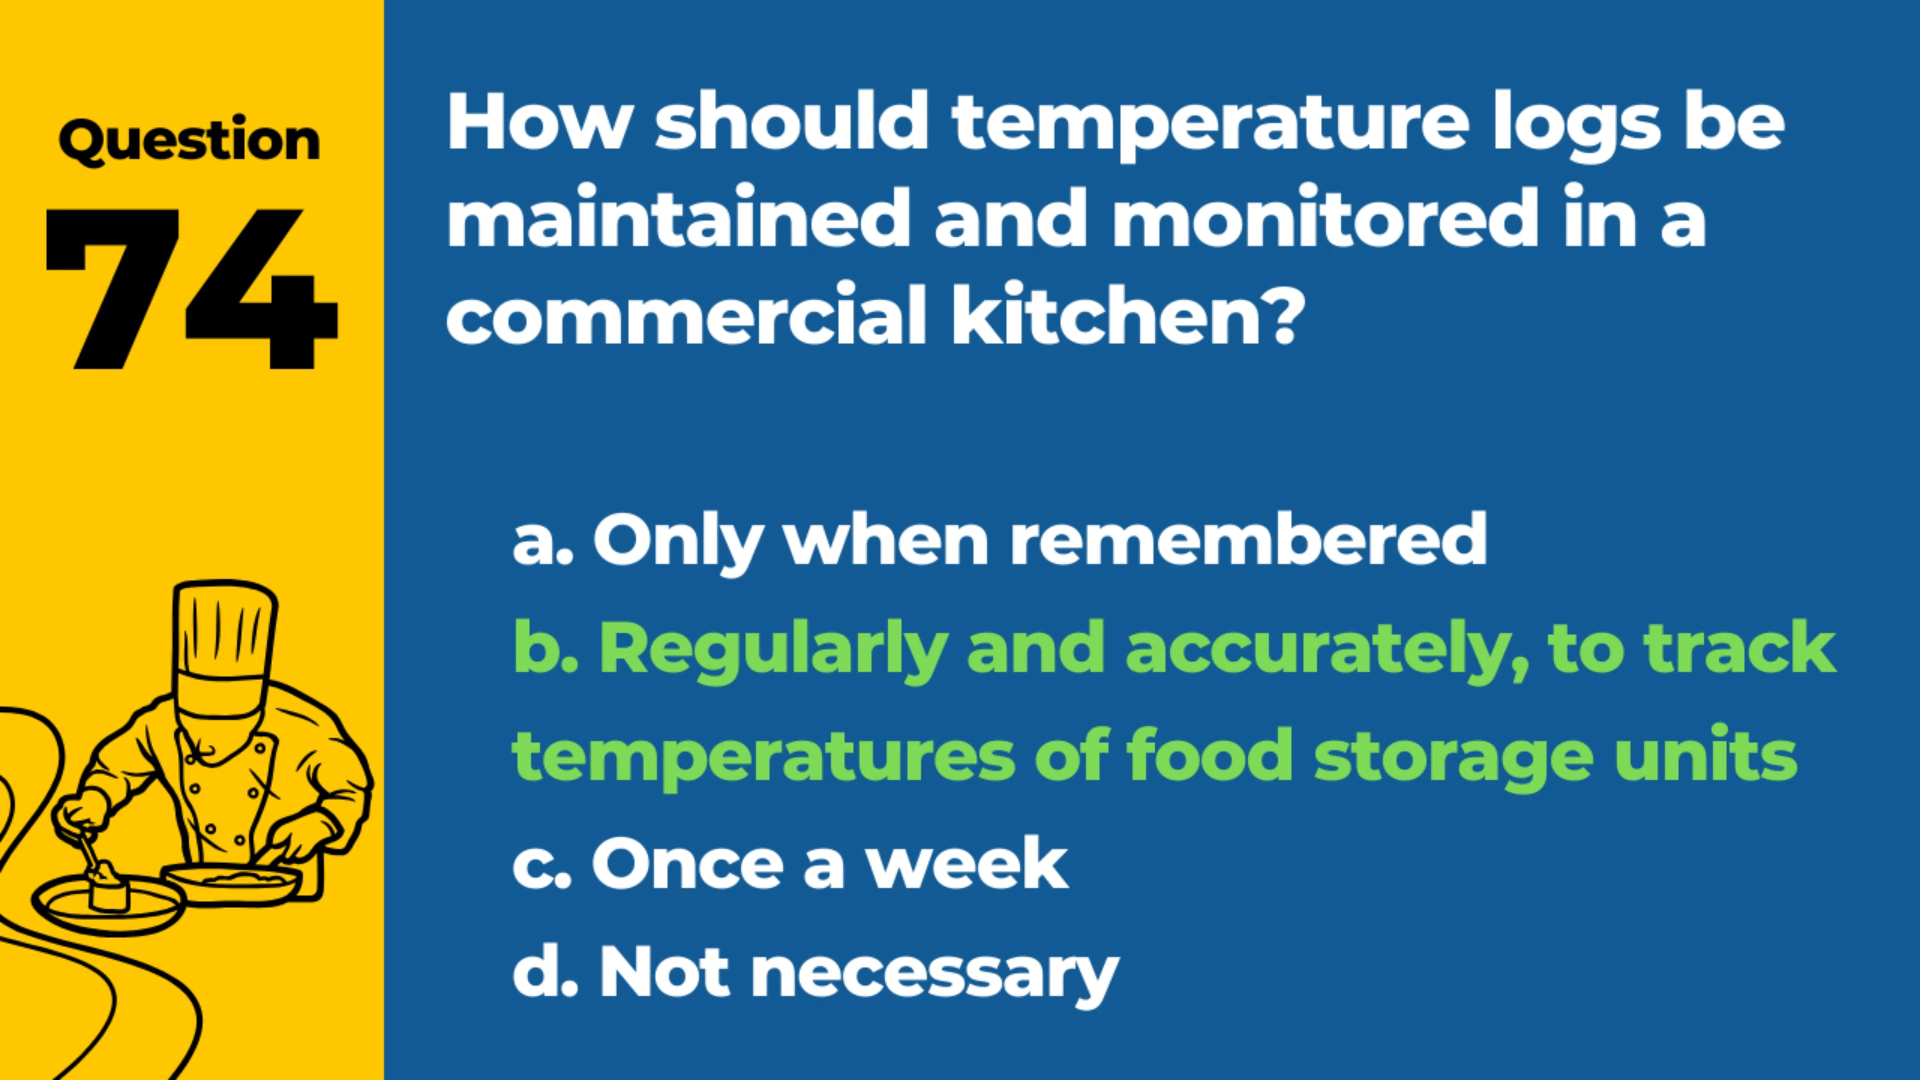 Question
74
How should temperature logs be
maintained and monitored in a
commercial kitchen?
a. Only when remembered
b. Regularly and accurately, to track
temperatures of food storage units
c. Once a week
d. Not necessary